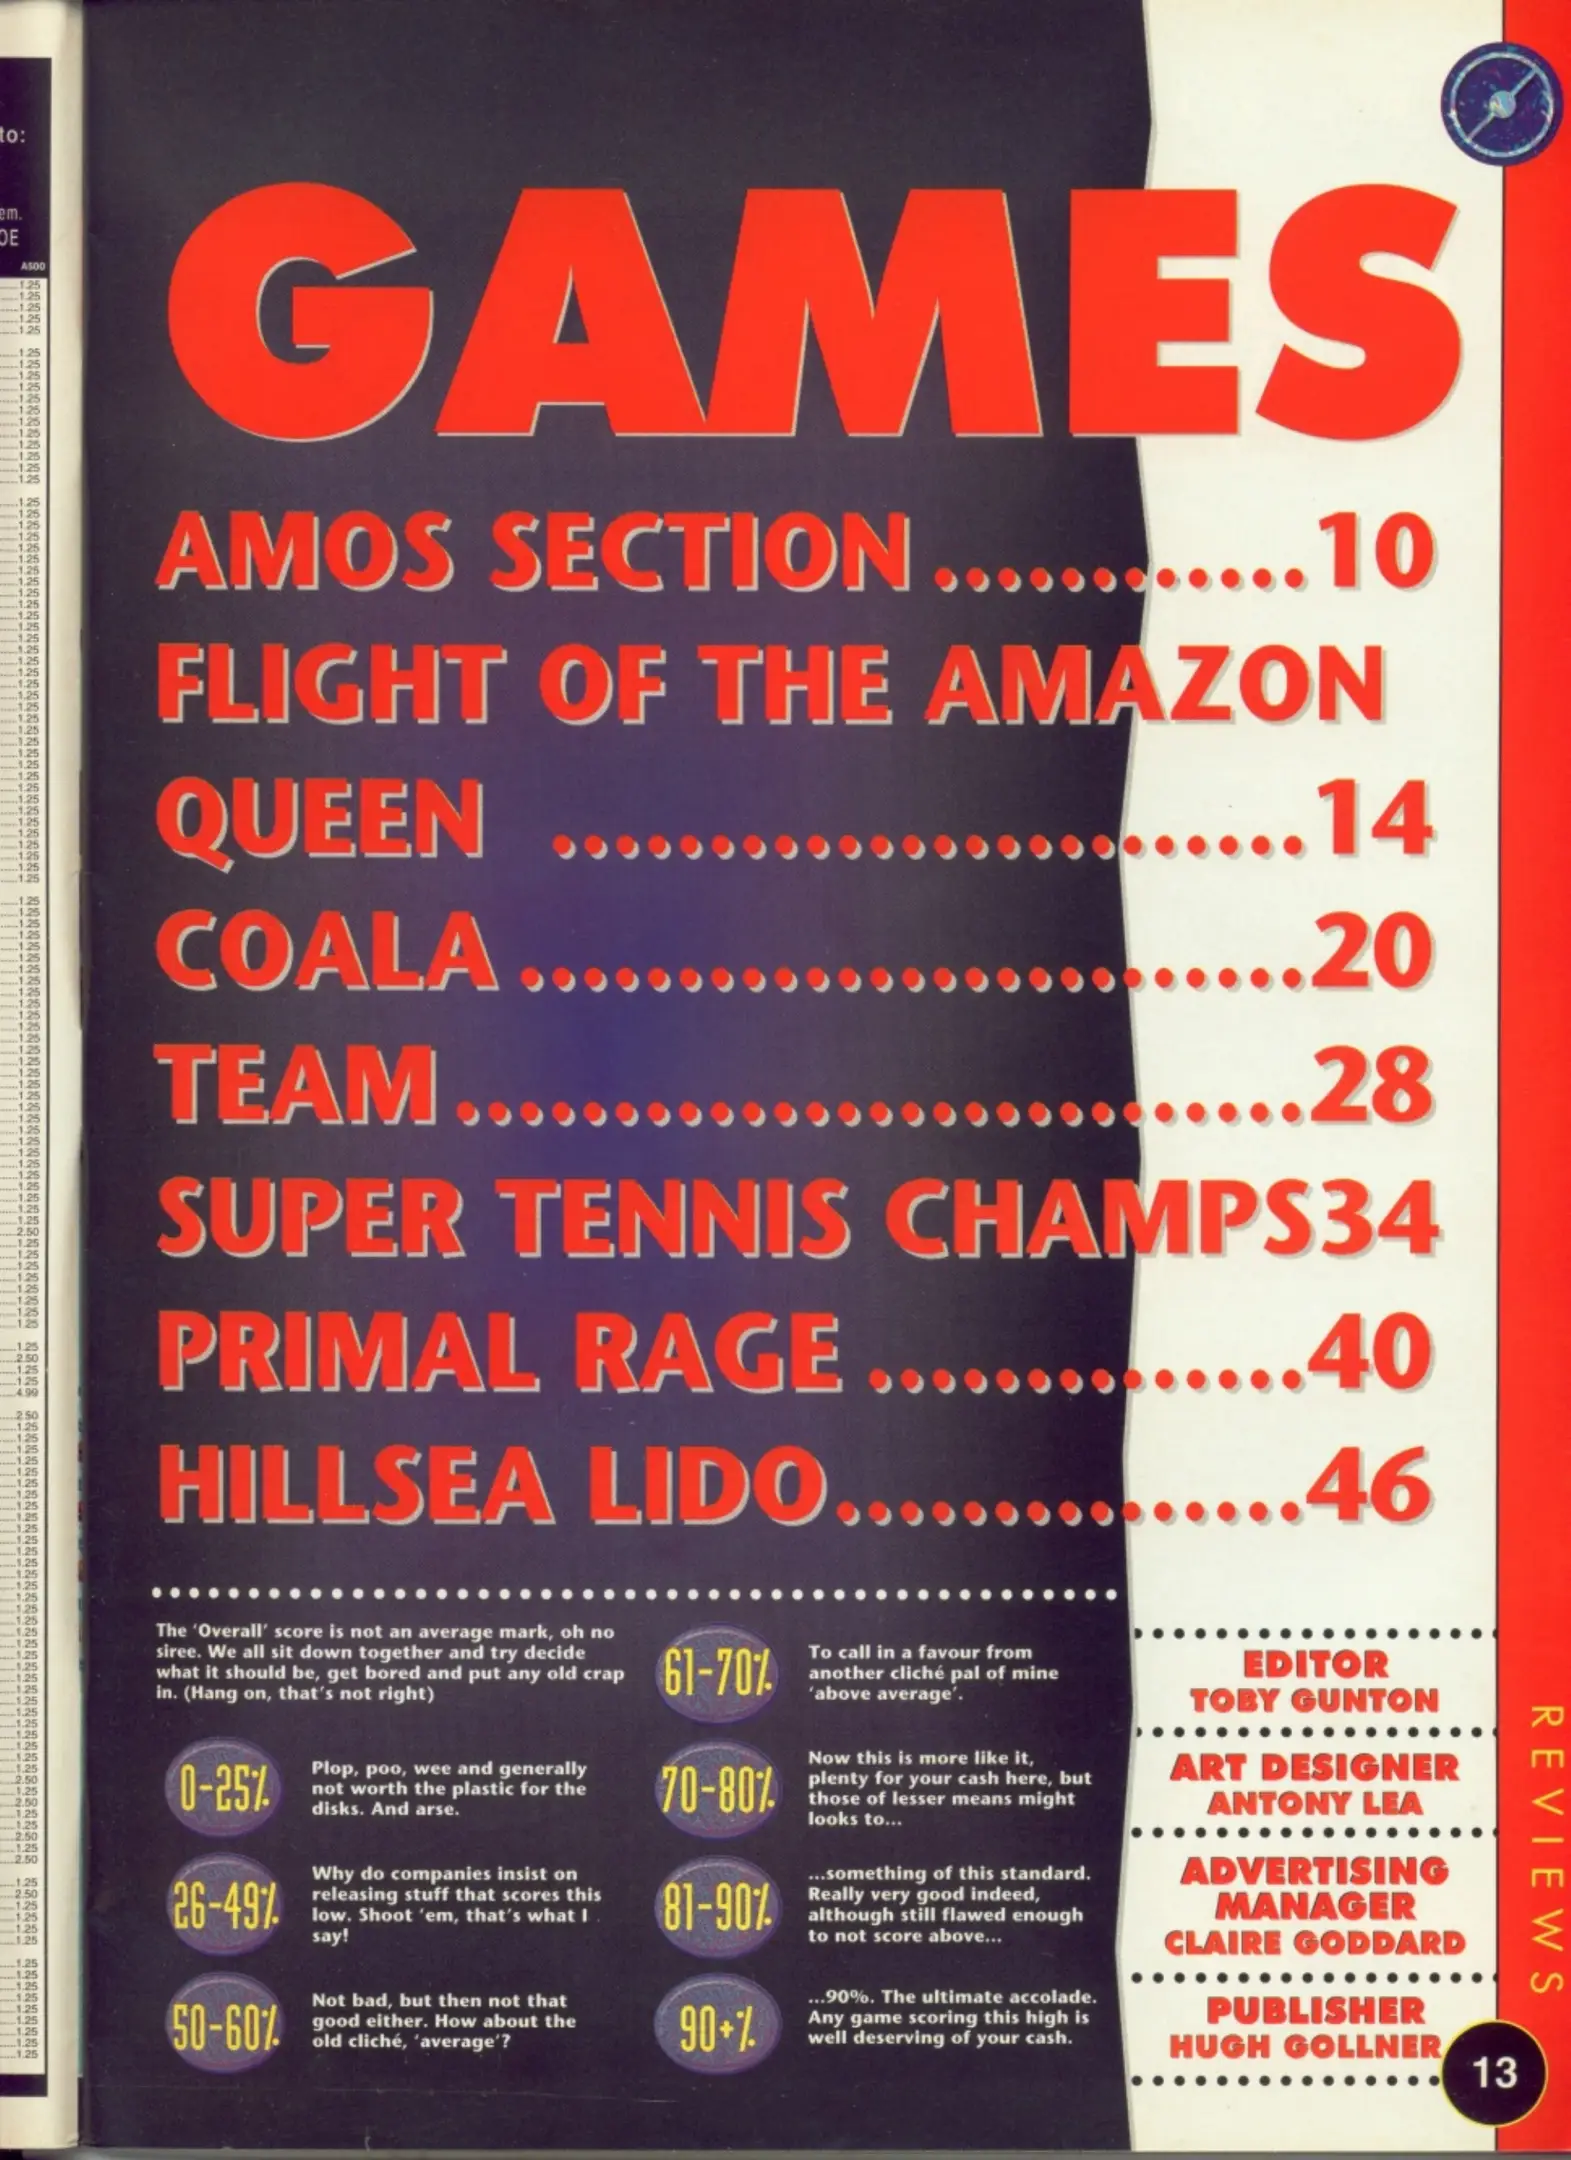 to:
em.
OE
A500
GAMES
AMOS SECTION ............10
FLIGHT OF THE AMAZON
QUEEN ........................14
COALA .........................20
TEAM ...........................28
SUPER TENNIS CHAMPS34
PRIMAL RAGE ..............40
HILLSEA LIDO...............46
The 'Overall' score is not an average mark, oh no
siree. We all sit down together and try decide
what it should be, get bored and put any old crap
in. (Hang on, that's not right)
0-25%
Plop, poo, wee and generally
not worth the plastic for the
disks. And arse.
26-49%
Why do companies insist on
releasing stuff that scores this
low. Shoot 'em, that's what I
say!
50-60%
Not bad, but then not that
good either. How about the
old cliché, 'average'?
61-70%
To call in a favour from
another cliché pal of mine
'above average'.
70-80%
Now this is more like it,
plenty for your cash here, but
those of lesser means might
looks to...
81-90%
...something of this standard.
Really very good indeed,
although still flawed enough
to not score above...
90+%
...90%. The ultimate accolade.
Any game scoring this high is
well deserving of your cash.
EDITOR
TOBY GUNTON
ART DESIGNER
ANTONY LEA
ADVERTISING
MANAGER
CLAIRE GODDARD
PUBLISHER
HUGH GOLLNER
REVIEWS
13